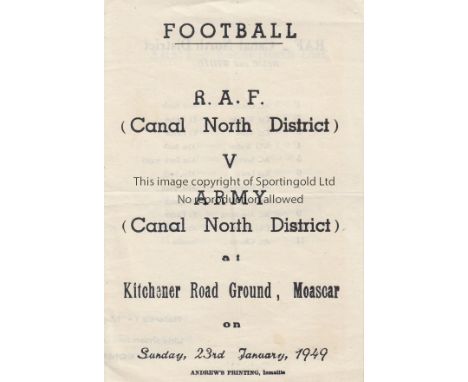 FOOTBALL
R. A. F.
(Canal North District)
V
This image copyright of Sportingold Ltd
No reproduction allowed
ARMY
(Canal North District)
at
Kitchener Road Ground, Moascar
on
Sunday, 23rd January, 1949
ANDREW'S PRINTING, Ismailia